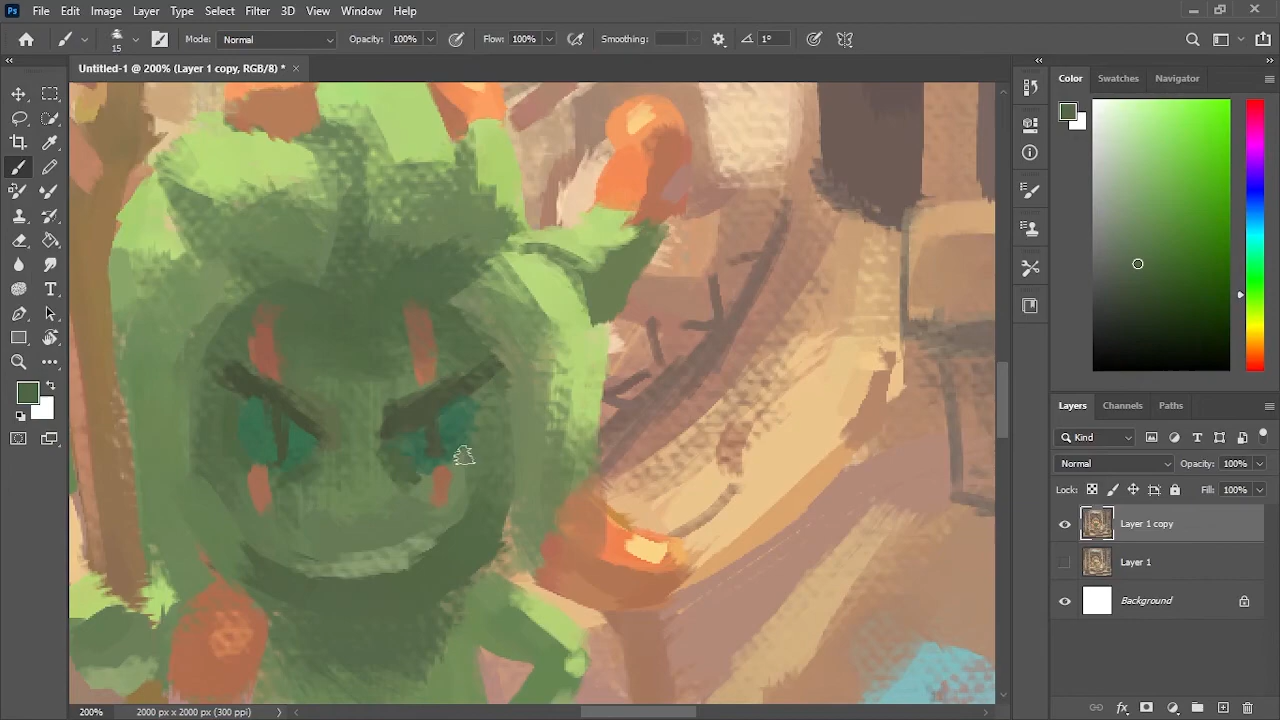 Ps File Edit Image Layer Type Select Filter 3D View Window Help
15 Mode: Normal Opacity: 100% Flow: 100% Smoothing: 1°
Untitled-1 @ 200% (Layer 1 copy, RGB/8) * ×
Color Swatches Navigator
Layers Channels Paths
Kind
Normal Opacity: 100%
Lock: Fill: 100%
Layer 1 copy
Layer 1
Background
200% 2000 px x 2000 px (300 ppi)